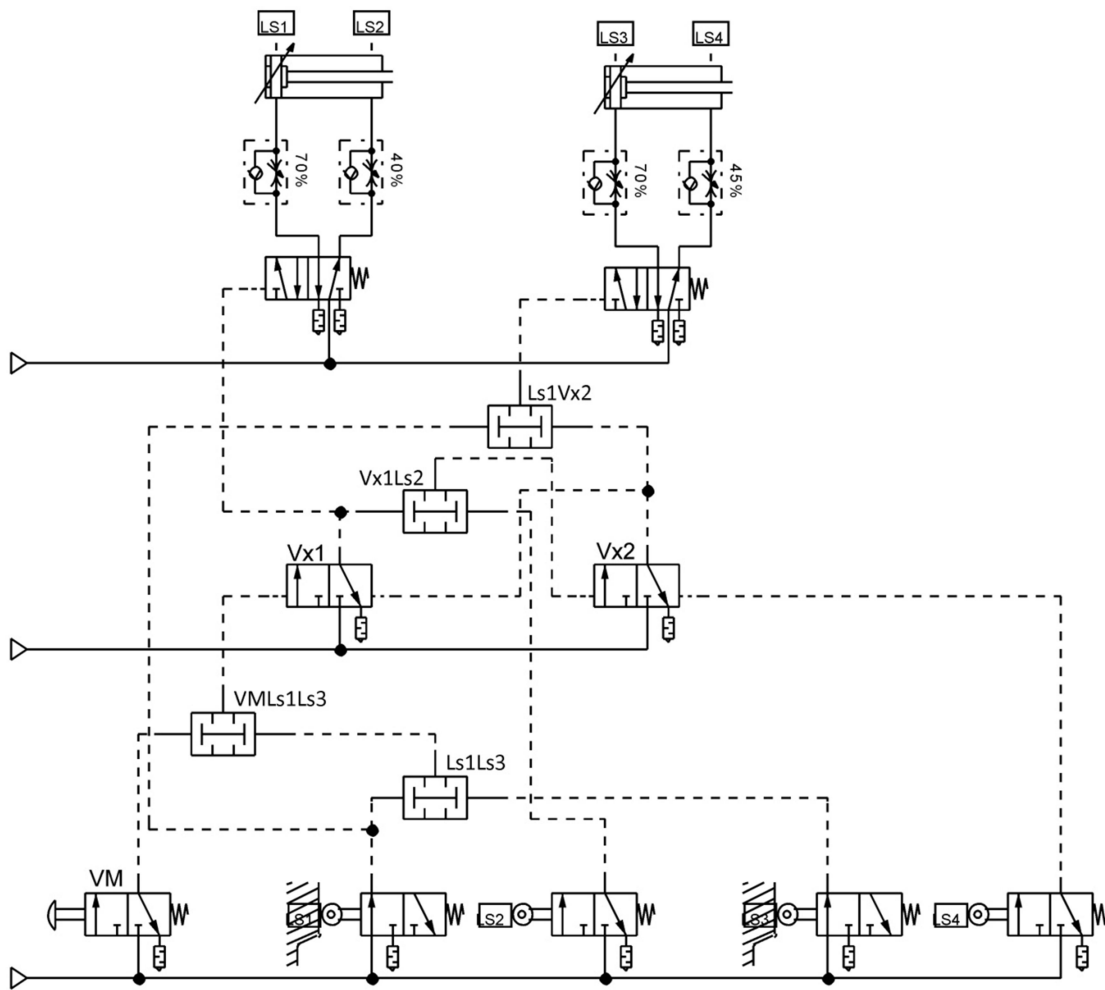 LS1
LS2
LS3
LS4
70%
40%
70%
45%
Ls1Vx2
Vx1Ls2
Vx1
Vx2
VMLs1Ls3
Ls1Ls3
VM
LS1
LS2
LS3
LS4